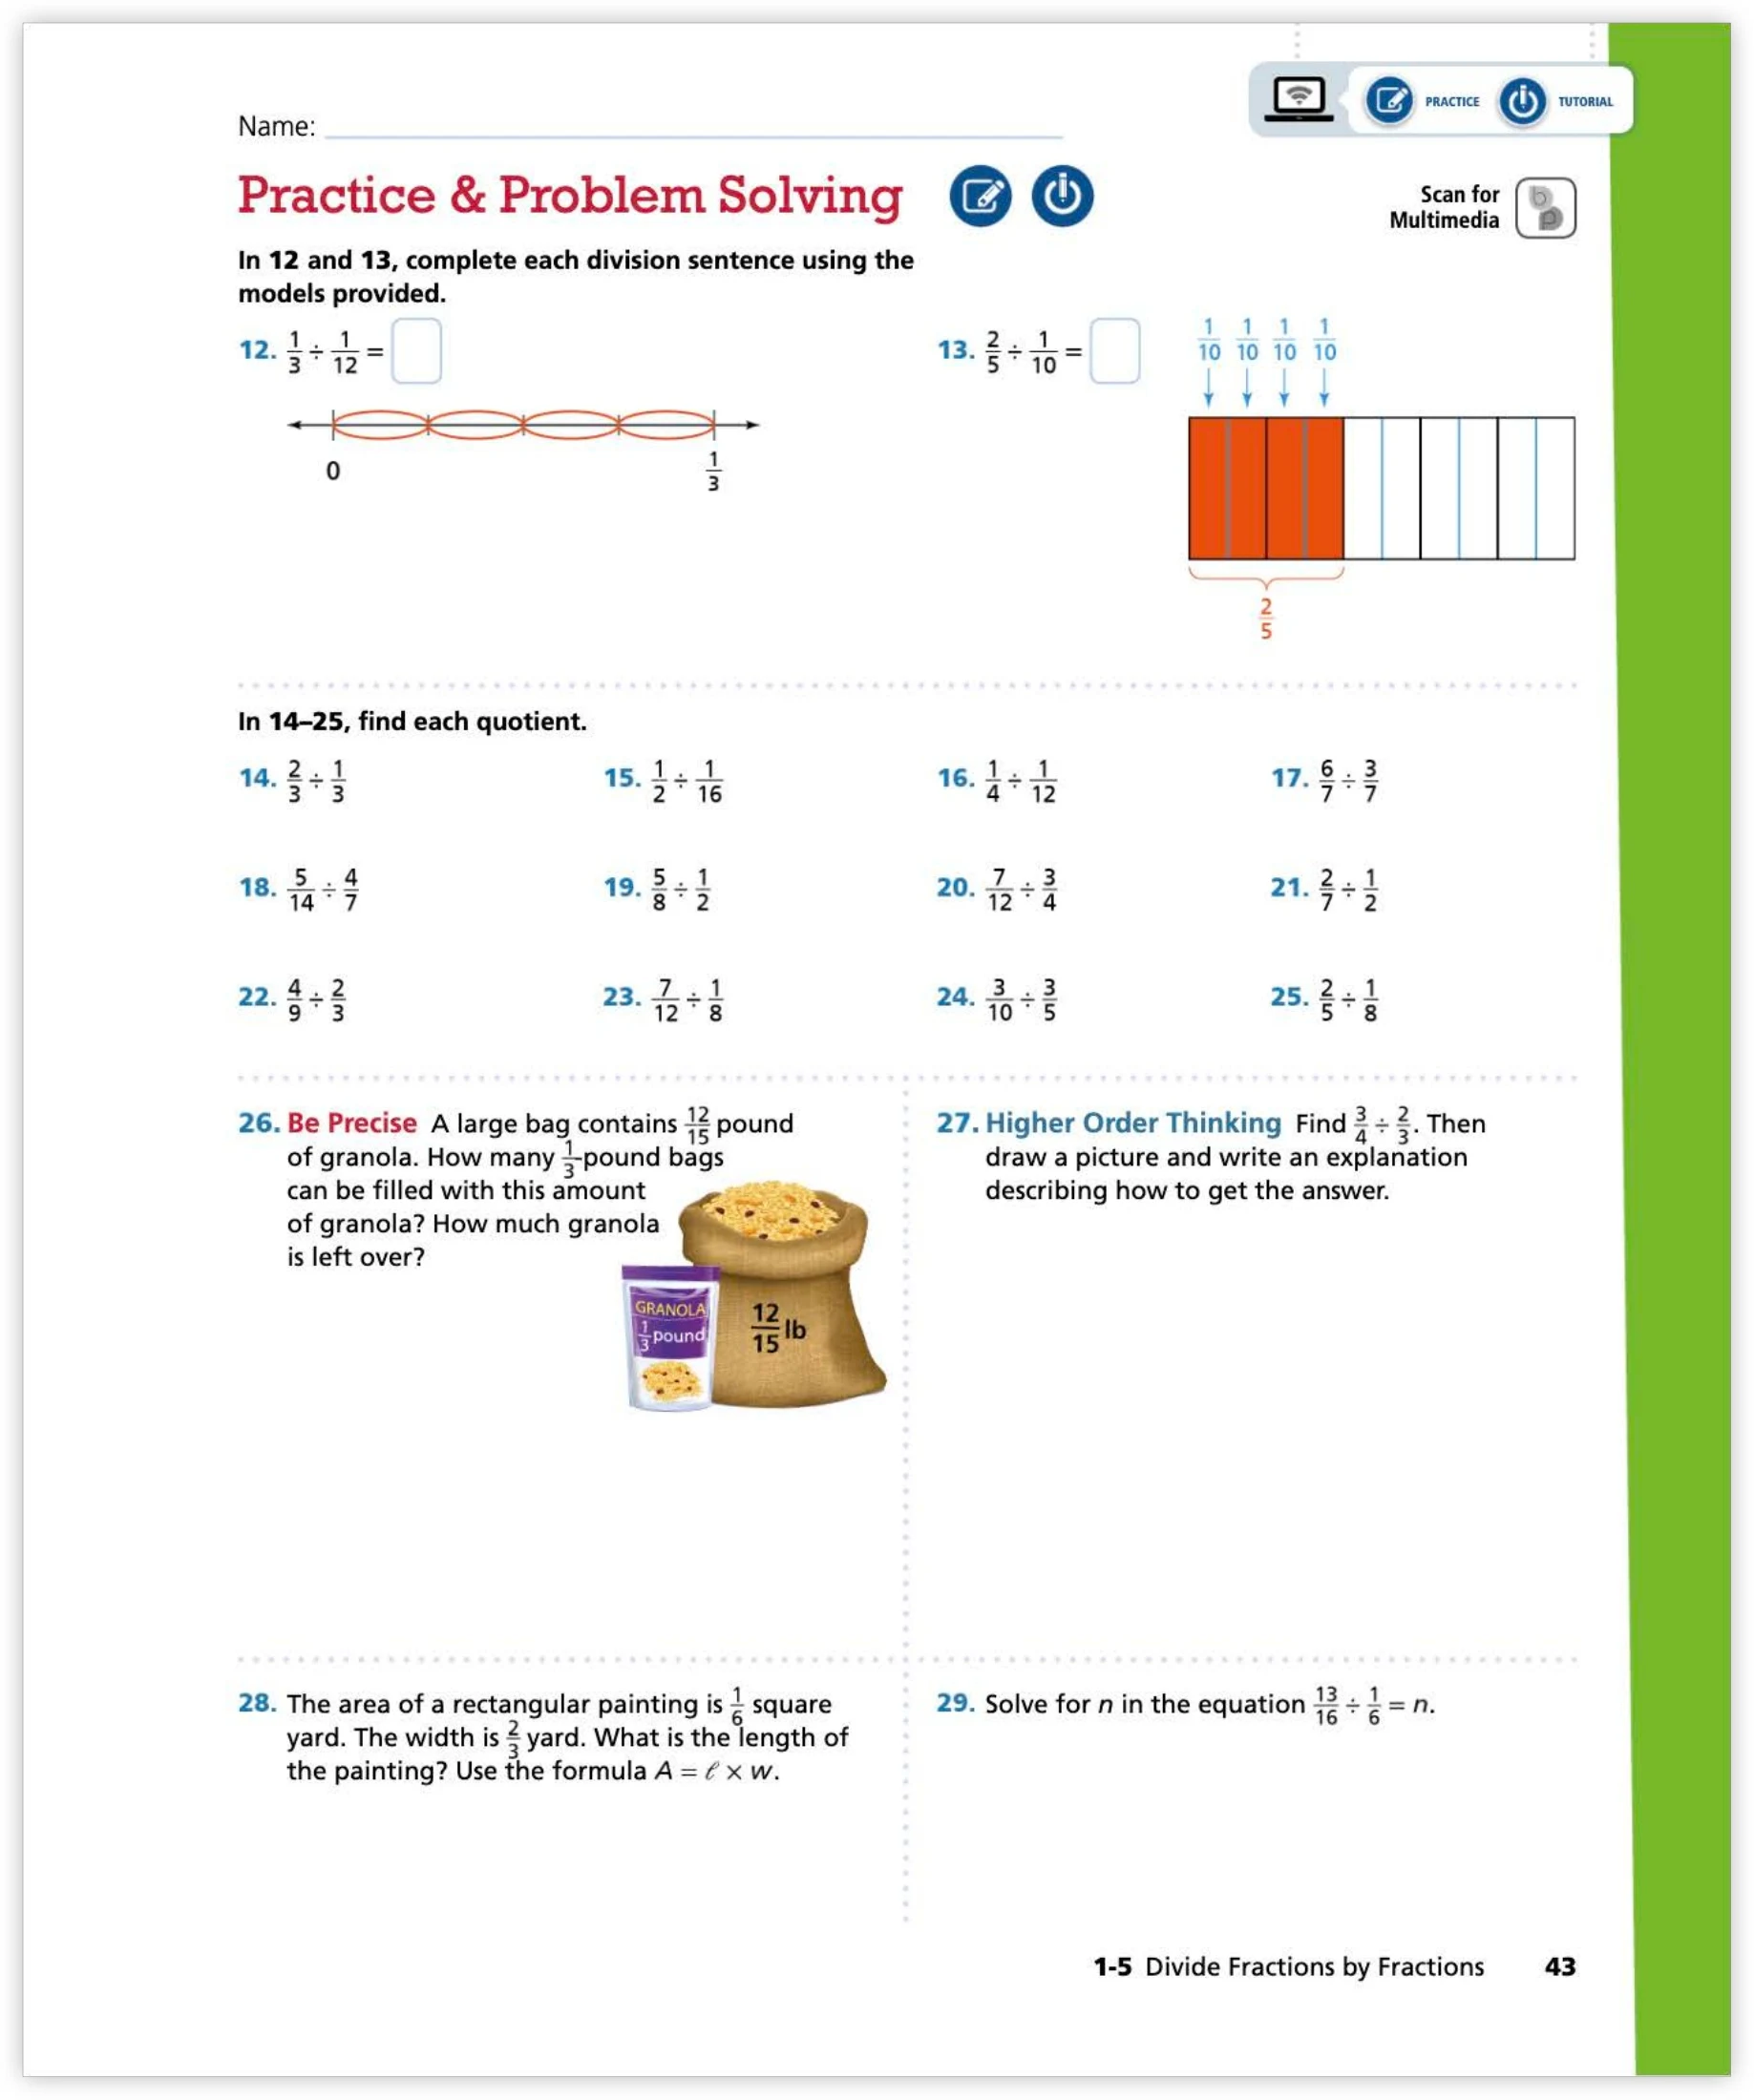 PRACTICE TUTORIAL
Name:
Practice & Problem Solving
Scan for
Multimedia
In 12 and 13, complete each division sentence using the
models provided.
12. 1/3 ÷ 1/12 =
0 1/3
13. 2/5 ÷ 1/10 =
1/10 1/10 1/10 1/10
2/5
In 14–25, find each quotient.
14. 2/3 ÷ 1/3 15. 1/2 ÷ 1/16 16. 1/4 ÷ 1/12 17. 6/7 ÷ 3/7
18. 5/14 ÷ 4/7 19. 5/8 ÷ 1/2 20. 7/12 ÷ 3/4 21. 2/7 ÷ 1/2
22. 4/9 ÷ 2/3 23. 7/12 ÷ 1/8 24. 3/10 ÷ 3/5 25. 2/5 ÷ 1/8
26. Be Precise A large bag contains 12/15 pound
of granola. How many 1/3-pound bags
can be filled with this amount
of granola? How much granola
is left over?
GRANOLA
1/3 pound
12/15 lb
27. Higher Order Thinking Find 3/4 ÷ 2/3. Then
draw a picture and write an explanation
describing how to get the answer.
28. The area of a rectangular painting is 1/6 square
yard. The width is 2/3 yard. What is the length of
the painting? Use the formula A = ℓ × w.
29. Solve for n in the equation 13/16 ÷ 1/6 = n.
1-5 Divide Fractions by Fractions 43